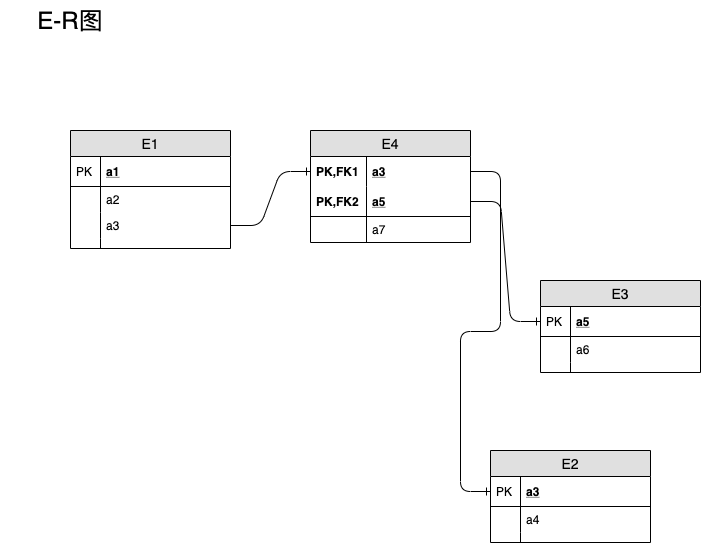 E-R图
E1
PK a1
a2
a3
E4
PK,FK1 a3
PK,FK2 a5
a7
E3
PK a5
a6
E2
PK a3
a4